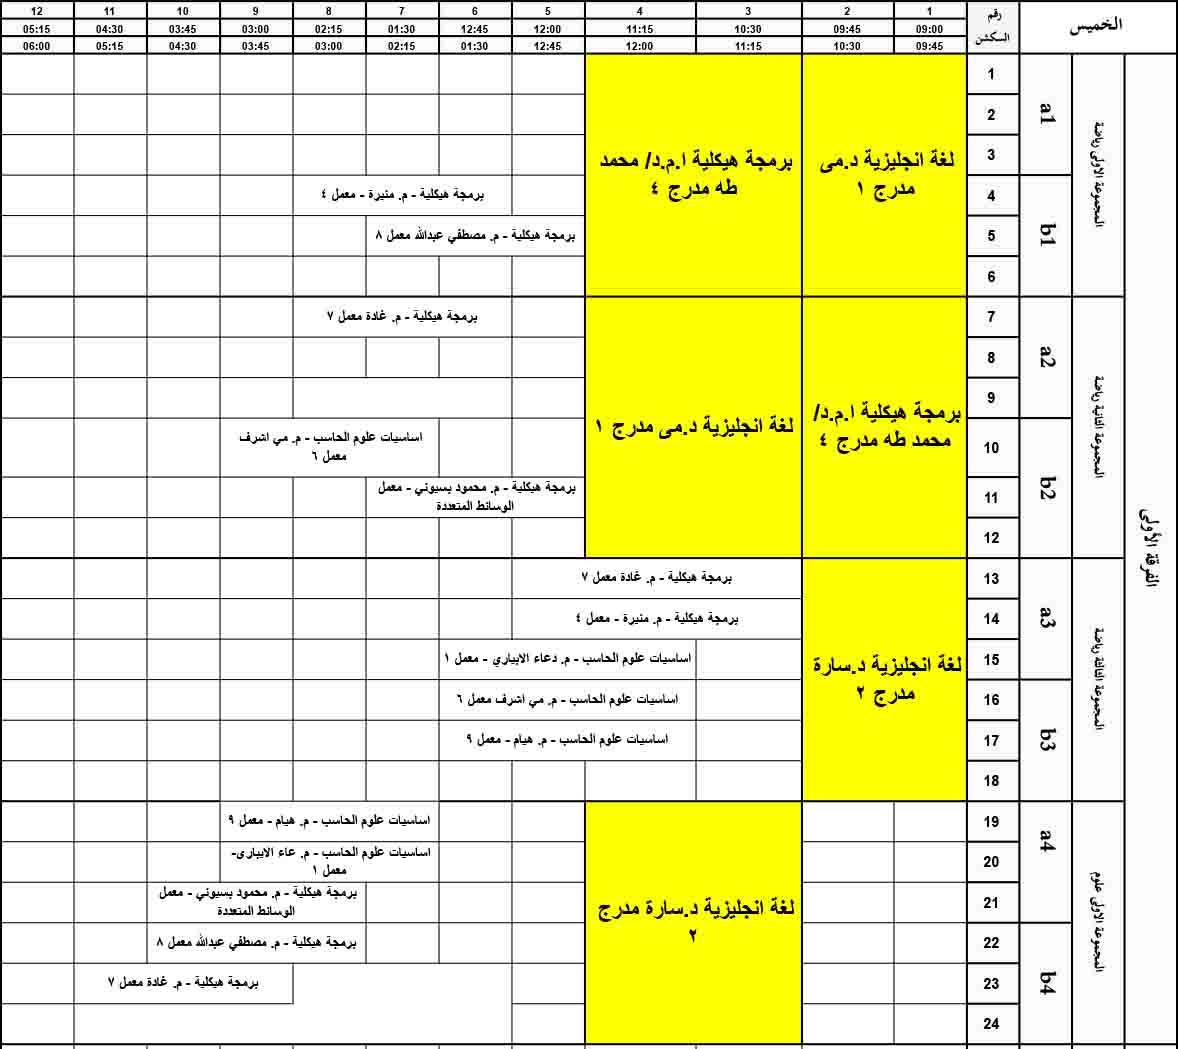 الخميس
رقم السكشن
1 2 3 4 5 6 7 8 9 10 11 12
09:00 09:45 10:30 11:15 12:00 12:45 01:30 02:15 03:00 03:45 04:30 05:15
09:45 10:30 11:15 12:00 12:45 01:30 02:15 03:00 03:45 04:30 05:15 06:00
الفرقة الأولى
المجموعة الاولى رياضة
a1
1
2
3
b1
4
5
6
لغة انجليزية د.مى
مدرج ١
برمجة هيكلية ا.م.د/ محمد
طه مدرج ٤
برمجة هيكلية - م. منيرة - معمل ٤
برمجة هيكلية - م. مصطفي عبدالله معمل ٨
المجموعة الثانية رياضة
a2
7
8
9
b2
10
11
12
برمجة هيكلية ا.م.د/
محمد طه مدرج ٤
لغة انجليزية د.مى مدرج ١
برمجة هيكلية - م. غادة معمل ٧
اساسيات علوم الحاسب - م. مي اشرف
معمل ٦
برمجة هيكلية - م. محمود بسيوني - معمل
الوسائط المتعددة
المجموعة الثالثة رياضة
a3
13
14
15
b3
16
17
18
لغة انجليزية د.سارة
مدرج ٢
برمجة هيكلية - م. غادة معمل ٧
برمجة هيكلية - م. منيرة - معمل ٤
اساسيات علوم الحاسب - م. دعاء الابياري - معمل ١
اساسيات علوم الحاسب - م. مي اشرف معمل ٦
اساسيات علوم الحاسب - م. هيام - معمل ٩
المجموعة الاولى علوم
a4
19
20
21
b4
22
23
24
لغة انجليزية د.سارة مدرج
٢
اساسيات علوم الحاسب - م. هيام - معمل ٩
اساسيات علوم الحاسب - م. عاء الابيارى-
معمل ١
برمجة هيكلية - م. محمود بسيوني - معمل
الوسائط المتعددة
برمجة هيكلية - م. مصطفي عبدالله معمل ٨
برمجة هيكلية - م. غادة معمل ٧